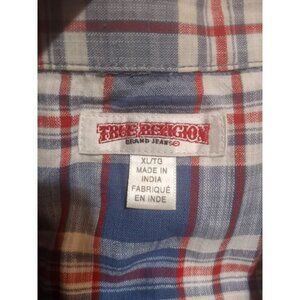 TRUE RELIGION
BRAND JEANS
XL/TG
MADE IN
INDIA
FABRIQUÉ
EN INDE